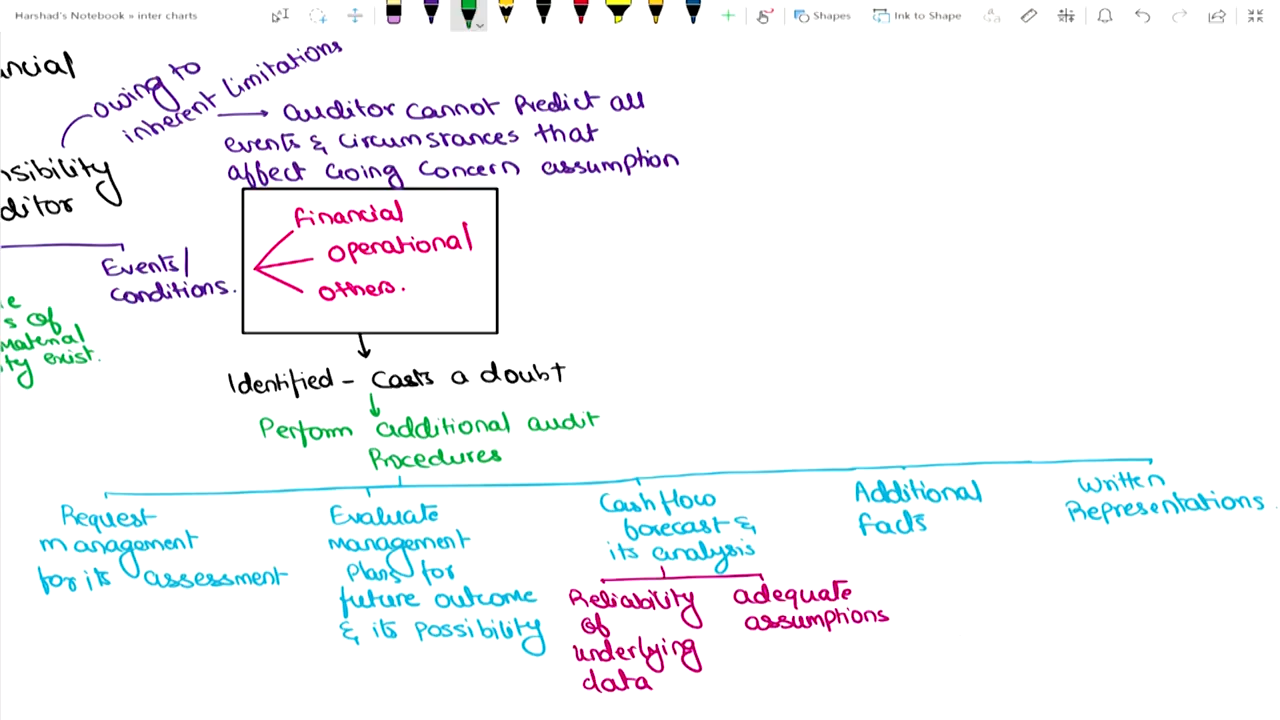 Harshad's Notebook » inter charts
Shapes
Ink to Shape
ncial
owing to
inherent limitations
auditor cannot predict all
events & circumstances that
affect Going Concern assumption
nsibility
ditor
Financial
operational
others.
Events/
conditions.
e
s of
material
ty exist.
Identified - casts a doubt
Perform additional audit
Procedures
Request
management
for its assessment
Evaluate
management
plans for
future outcome
& its possibility
Cash flow
forecast &
its analysis
Reliability
of
underlying
data
adequate
assumptions
Additional
facts
Written
Representations.